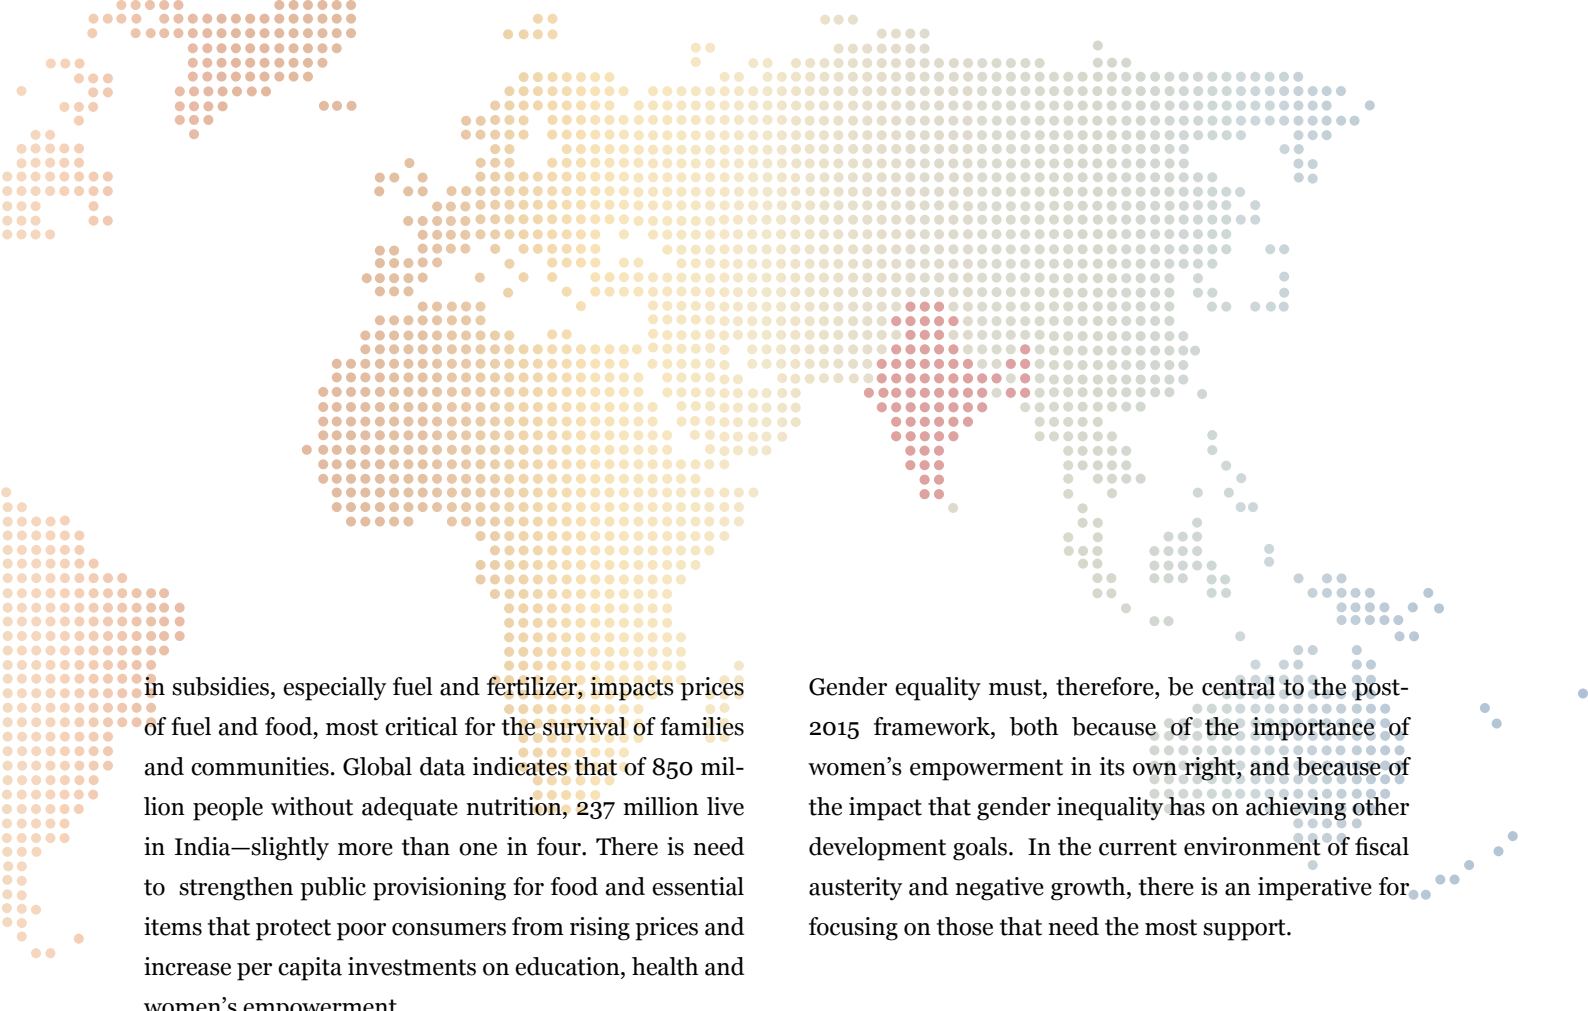 in subsidies, especially fuel and fertilizer, impacts prices
of fuel and food, most critical for the survival of families
and communities. Global data indicates that of 850 mil-
lion people without adequate nutrition, 237 million live
in India—slightly more than one in four. There is need
to  strengthen public provisioning for food and essential
items that protect poor consumers from rising prices and
increase per capita investments on education, health and
women’s empowerment
Gender equality must, therefore, be central to the post-
2015 framework, both because of the importance of
women’s empowerment in its own right, and because of
the impact that gender inequality has on achieving other
development goals.  In the current environment of fiscal
austerity and negative growth, there is an imperative for
focusing on those that need the most support.